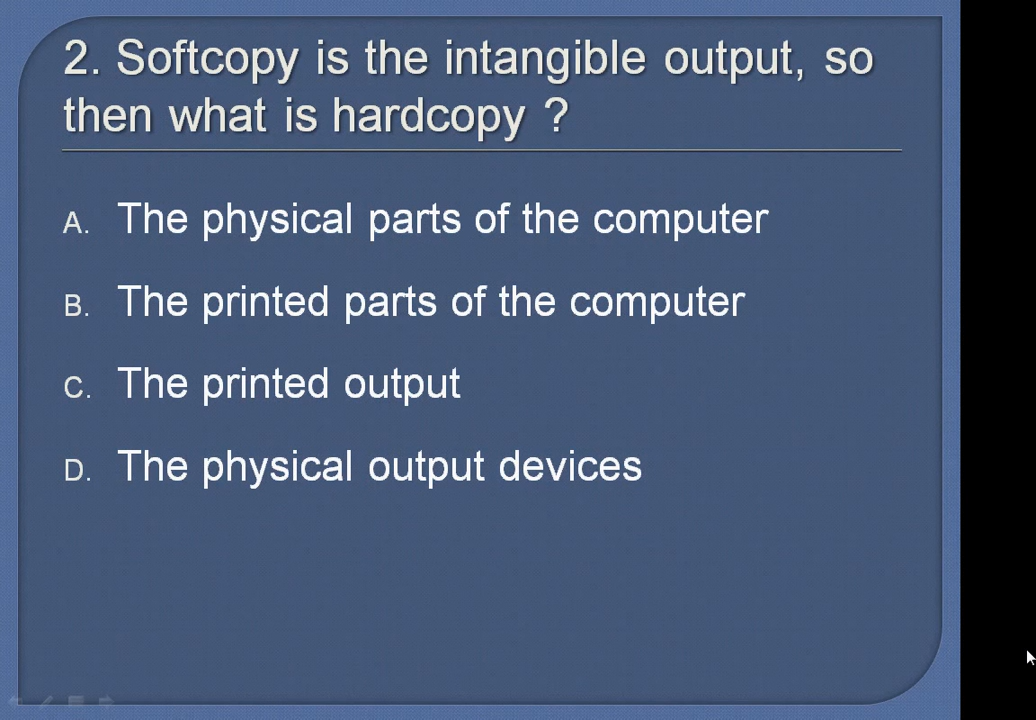 2. Softcopy is the intangible output, so
then what is hardcopy ?
A. The physical parts of the computer
B. The printed parts of the computer
C. The printed output
D. The physical output devices